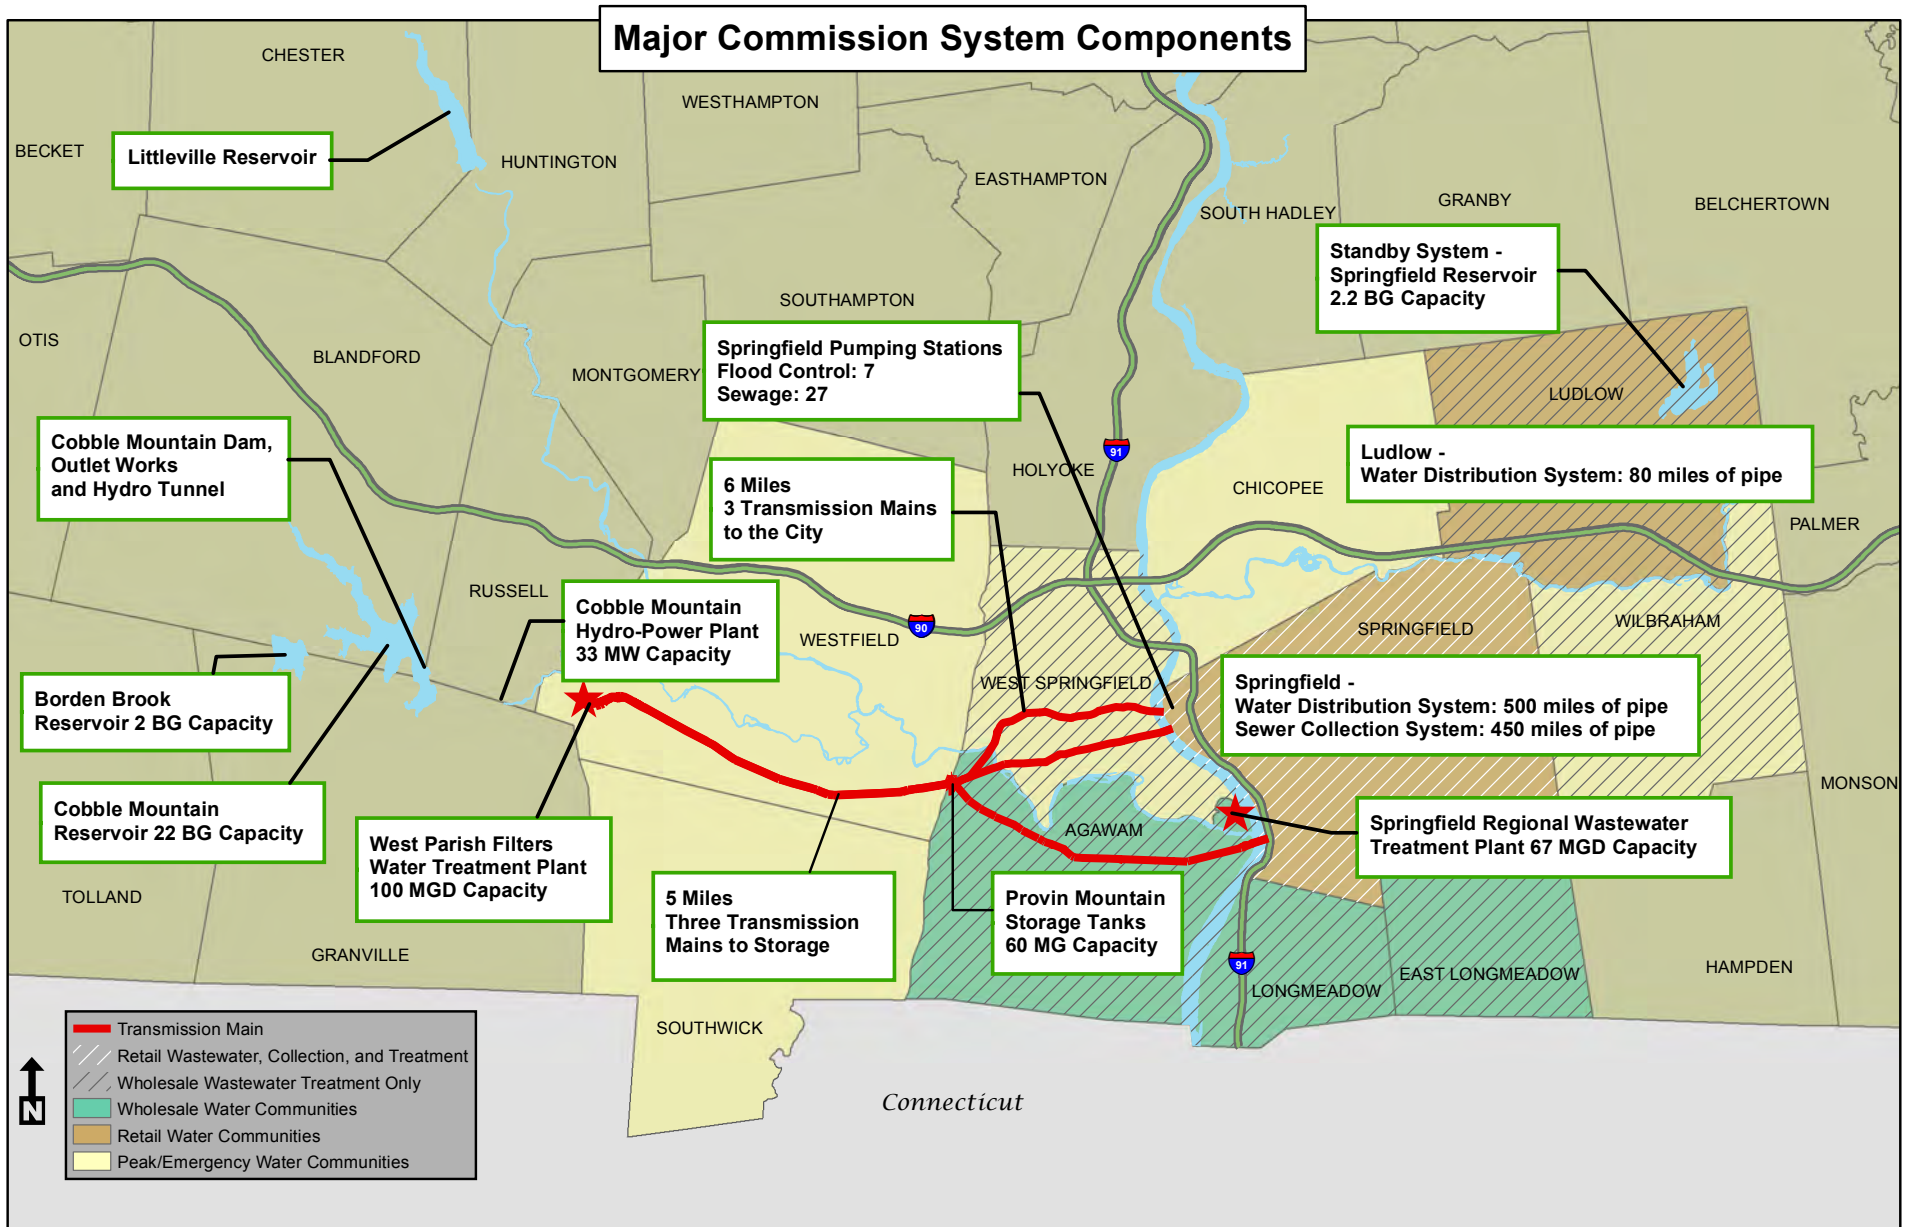 Major Commission System Components
CHESTER
WESTHAMPTON
BECKET
Littleville Reservoir
HUNTINGTON
EASTHAMPTON
SOUTH HADLEY
GRANBY
BELCHERTOWN
Standby System -
Springfield Reservoir
2.2 BG Capacity
SOUTHAMPTON
OTIS
BLANDFORD
MONTGOMERY
Springfield Pumping Stations
Flood Control: 7
Sewage: 27
LUDLOW
Cobble Mountain Dam,
Outlet Works
and Hydro Tunnel
91
HOLYOKE
CHICOPEE
Ludlow -
Water Distribution System: 80 miles of pipe
6 Miles
3 Transmission Mains
to the City
PALMER
RUSSELL
Cobble Mountain
Hydro-Power Plant
33 MW Capacity
WESTFIELD
90
SPRINGFIELD
WILBRAHAM
WEST SPRINGFIELD
Springfield -
Water Distribution System: 500 miles of pipe
Sewer Collection System: 450 miles of pipe
Borden Brook
Reservoir 2 BG Capacity
MONSON
Cobble Mountain
Reservoir 22 BG Capacity
West Parish Filters
Water Treatment Plant
100 MGD Capacity
AGAWAM
Springfield Regional Wastewater
Treatment Plant 67 MGD Capacity
TOLLAND
5 Miles
Three Transmission
Mains to Storage
Provin Mountain
Storage Tanks
60 MG Capacity
GRANVILLE
91
LONGMEADOW
EAST LONGMEADOW
HAMPDEN
SOUTHWICK
Transmission Main
Retail Wastewater, Collection, and Treatment
Wholesale Wastewater Treatment Only
Wholesale Water Communities
Retail Water Communities
Peak/Emergency Water Communities
N
Connecticut